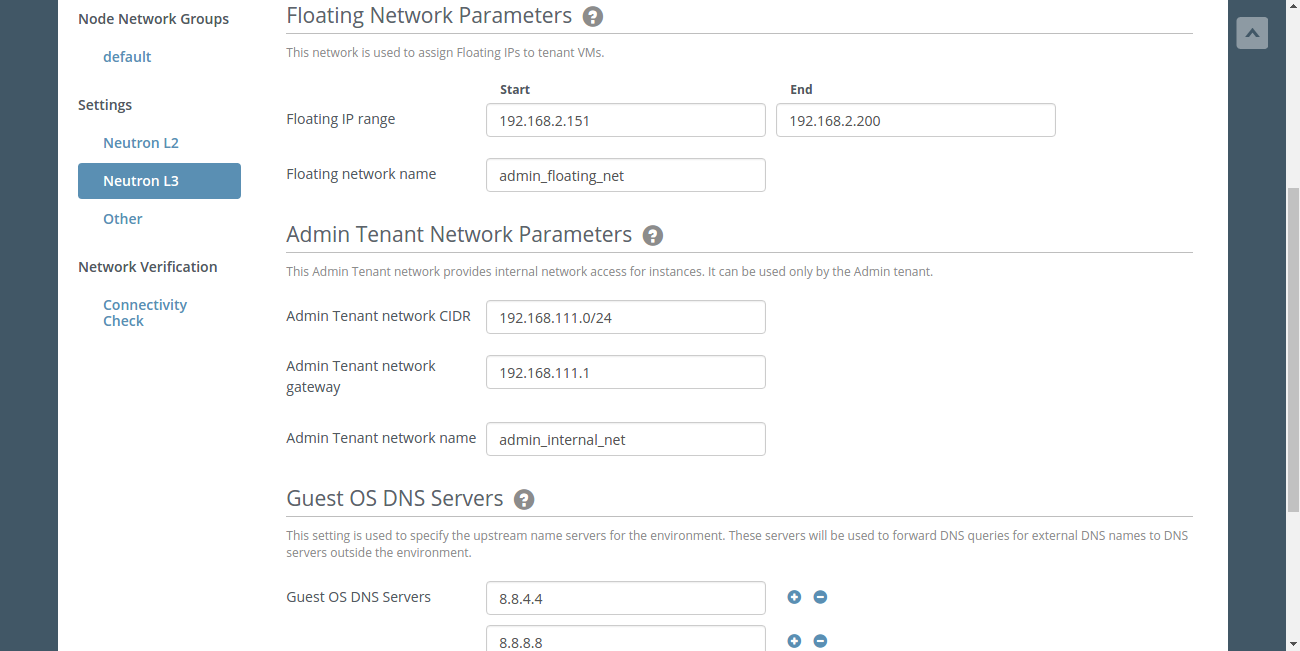 Node Network Groups
default
Settings
Neutron L2
Neutron L3
Other
Network Verification
Connectivity
Check
Floating Network Parameters ?
This network is used to assign Floating IPs to tenant VMs.
Start End
Floating IP range 192.168.2.151 192.168.2.200
Floating network name admin_floating_net
Admin Tenant Network Parameters ?
This Admin Tenant network provides internal network access for instances. It can be used only by the Admin tenant.
Admin Tenant network CIDR 192.168.111.0/24
Admin Tenant network
gateway
192.168.111.1
Admin Tenant network name admin_internal_net
Guest OS DNS Servers ?
This setting is used to specify the upstream name servers for the environment. These servers will be used to forward DNS queries for external DNS names to DNS
servers outside the environment.
Guest OS DNS Servers 8.8.4.4
8.8.8.8